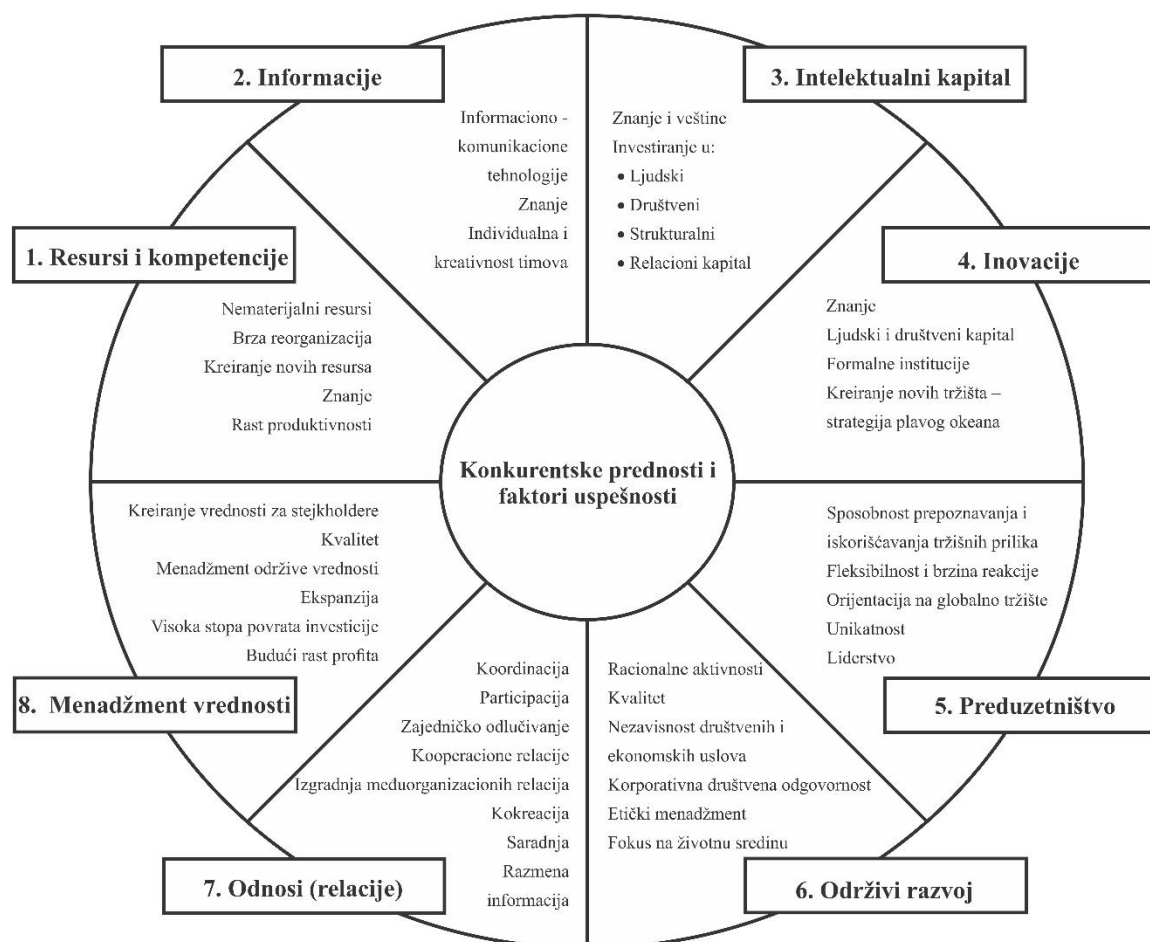 2. Informacije
Informaciono -
komunikacione
tehnologije
Znanje
Individualna i
kreativnost timova
3. Intelektualni kapital
Znanje i veštine
Investiranje u:
• Ljudski
• Društveni
• Strukturalni
• Relacioni kapital
1. Resursi i kompetencije
Nematerijalni resursi
Brza reorganizacija
Kreiranje novih resursa
Znanje
Rast produktivnosti
4. Inovacije
Znanje
Ljudski i društveni kapital
Formalne institucije
Kreiranje novih tržišta –
strategija plavog okeana
Konkurentske prednosti i
faktori uspešnosti
Kreiranje vrednosti za stejkholdere
Kvalitet
Menadžment održive vrednosti
Ekspanzija
Visoka stopa povrata investicije
Budući rast profita
8. Menadžment vrednosti
Sposobnost prepoznavanja i
iskorišćavanja tržišnih prilika
Fleksibilnost i brzina reakcije
Orijentacija na globalno tržište
Unikatnost
Liderstvo
5. Preduzetništvo
Koordinacija
Participacija
Zajedničko odlučivanje
Kooperacione relacije
Izgradnja međuorganizacionih relacija
Kokreacija
Saradnja
Razmena
informacija
7. Odnosi (relacije)
Racionalne aktivnosti
Kvalitet
Nezavisnost društvenih i
ekonomskih uslova
Korporativna društvena odgovornost
Etički menadžment
Fokus na životnu sredinu
6. Održivi razvoj